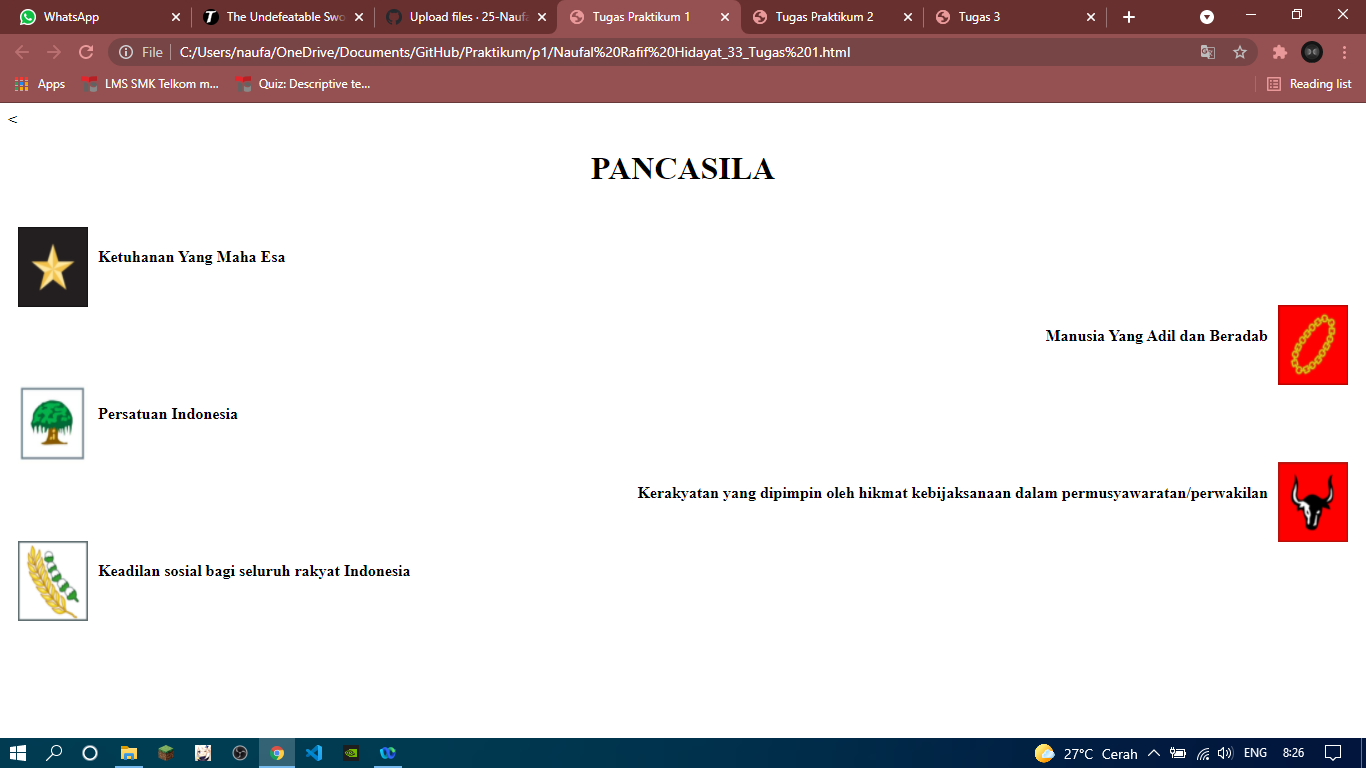 WhatsApp
The Undefeatable Swo
Upload files · 25-Naufa
Tugas Praktikum 1
Tugas Praktikum 2
Tugas 3
File
C:/Users/naufa/OneDrive/Documents/GitHub/Praktikum/p1/Naufal%20Rafif%20Hidayat_33_Tugas%201.html
Apps
LMS SMK Telkom m...
Quiz: Descriptive te...
Reading list
<
PANCASILA
Ketuhanan Yang Maha Esa
Manusia Yang Adil dan Beradab
Persatuan Indonesia
Kerakyatan yang dipimpin oleh hikmat kebijaksanaan dalam permusyawaratan/perwakilan
Keadilan sosial bagi seluruh rakyat Indonesia
27°C Cerah
ENG
8:26